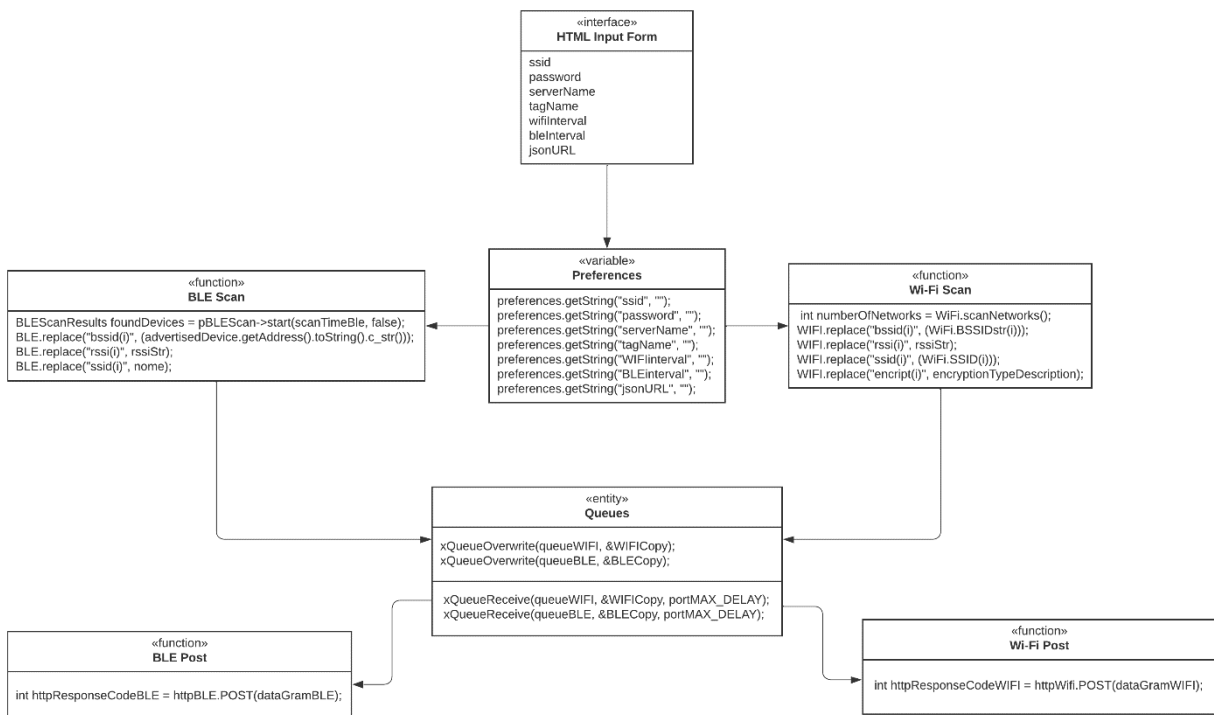 «interface»
HTML Input Form
ssid
password
serverName
tagName
wifiInterval
bleInterval
jsonURL
«variable»
Preferences
preferences.getString("ssid", "");
preferences.getString("password", "");
preferences.getString("serverName", "");
preferences.getString("tagName", "");
preferences.getString("WIFIinterval", "");
preferences.getString("BLEinterval", "");
preferences.getString("jsonURL", "");
«function»
BLE Scan
BLEScanResults foundDevices = pBLEScan->start(scanTimeBle, false);
BLE.replace("bssid(i)", (advertisedDevice.getAddress().toString().c_str()));
BLE.replace("rssi(i)", rssiStr);
BLE.replace("ssid(i)", nome);
«function»
Wi-Fi Scan
int numberOfNetworks = WiFi.scanNetworks();
WIFI.replace("bssid(i)", (WiFi.BSSIDstr(i)));
WIFI.replace("rssi(i)", rssiStr)
WIFI.replace("ssid(i)", (WiFi.SSID(i)));
WIFI.replace("encript(i)", encryptionTypeDescription);
«entity»
Queues
xQueueOverwrite(queueWIFI, &WIFICopy);
xQueueOverwrite(queueBLE, &BLECopy);
xQueueReceive(queueWIFI, &WIFICopy, portMAX_DELAY);
xQueueReceive(queueBLE, &BLECopy, portMAX_DELAY);
«function»
BLE Post
int httpResponseCodeBLE = httpBLE.POST(dataGramBLE);
«function»
Wi-Fi Post
int httpResponseCodeWIFI = httpWifi.POST(dataGramWIFI);